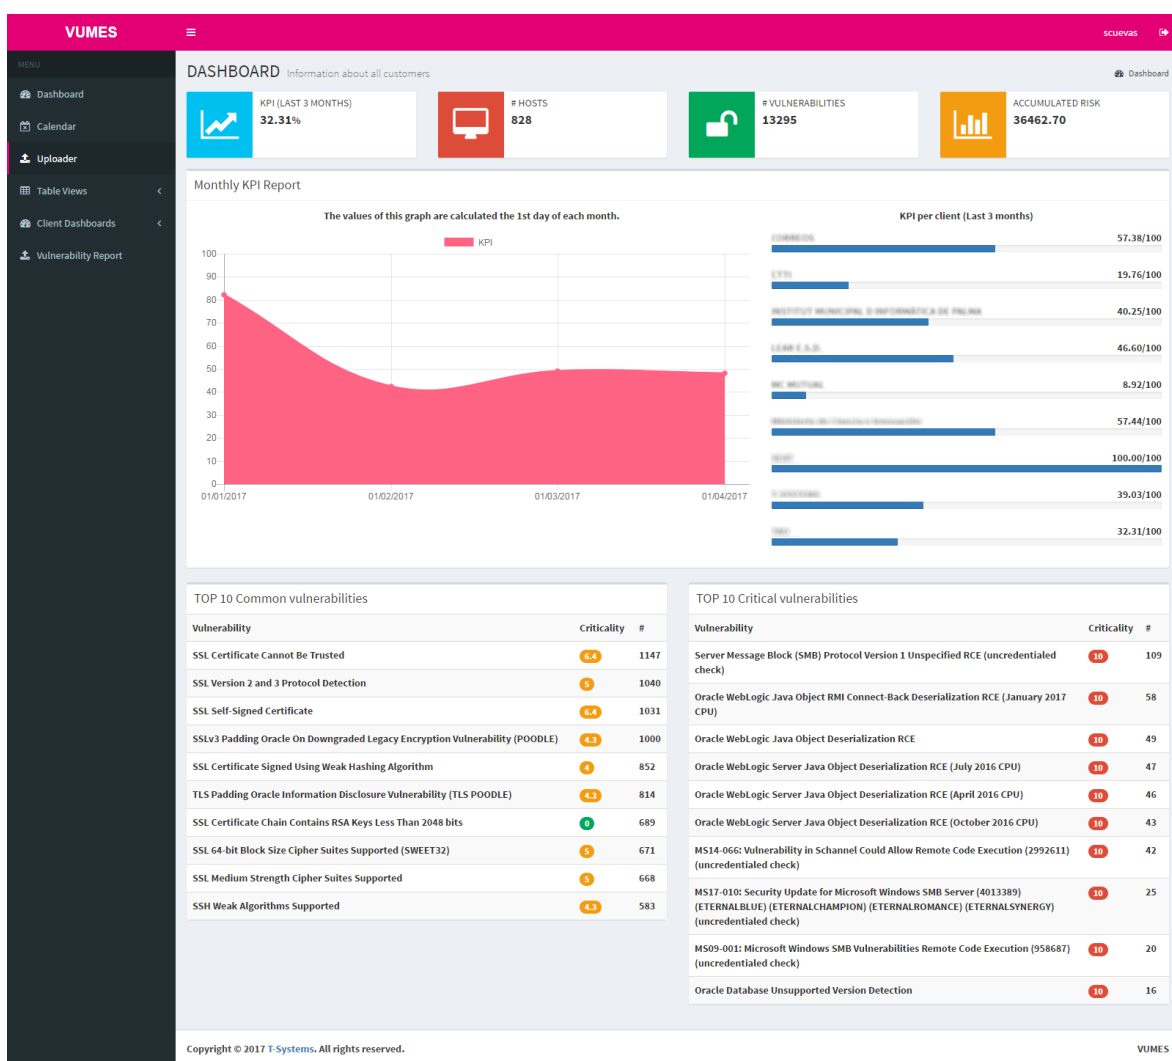 VUMES
scuevas
MENU
Dashboard
Calendar
Uploader
Table Views
Client Dashboards
Vulnerability Report
DASHBOARD Information about all customers
Dashboard
KPI (LAST 3 MONTHS)
32.31%
# HOSTS
828
# VULNERABILITIES
13295
ACCUMULATED RISK
36462.70
Monthly KPI Report
The values of this graph are calculated the 1st day of each month.
KPI
100
90
80
70
60
50
40
30
20
10
0
01/01/2017 01/02/2017 01/03/2017 01/04/2017
KPI per client (Last 3 months)
57.38/100
19.76/100
INSTITUT MUNICIPAL D INFORMÀTICA DE PALMA 40.25/100
46.60/100
MC MUTUAL 8.92/100
57.44/100
100.00/100
39.03/100
32.31/100
TOP 10 Common vulnerabilities
Vulnerability Criticality #
SSL Certificate Cannot Be Trusted 6.4 1147
SSL Version 2 and 3 Protocol Detection 5 1040
SSL Self-Signed Certificate 6.4 1031
SSLv3 Padding Oracle On Downgraded Legacy Encryption Vulnerability (POODLE) 4.3 1000
SSL Certificate Signed Using Weak Hashing Algorithm 4 852
TLS Padding Oracle Information Disclosure Vulnerability (TLS POODLE) 4.3 814
SSL Certificate Chain Contains RSA Keys Less Than 2048 bits 0 689
SSL 64-bit Block Size Cipher Suites Supported (SWEET32) 5 671
SSL Medium Strength Cipher Suites Supported 5 668
SSH Weak Algorithms Supported 4.3 583
TOP 10 Critical vulnerabilities
Vulnerability Criticality #
Server Message Block (SMB) Protocol Version 1 Unspecified RCE (uncredentialed 10 109
check)
Oracle WebLogic Java Object RMI Connect-Back Deserialization RCE (January 2017 10 58
CPU)
Oracle WebLogic Java Object Deserialization RCE 10 49
Oracle WebLogic Server Java Object Deserialization RCE (July 2016 CPU) 10 47
Oracle WebLogic Server Java Object Deserialization RCE (April 2016 CPU) 10 46
Oracle WebLogic Server Java Object Deserialization RCE (October 2016 CPU) 10 43
MS14-066: Vulnerability in Schannel Could Allow Remote Code Execution (2992611) 10 42
(uncredentialed check)
MS17-010: Security Update for Microsoft Windows SMB Server (4013389) 10 25
(ETERNALBLUE) (ETERNALCHAMPION) (ETERNALROMANCE) (ETERNALSYNERGY)
(uncredentialed check)
MS09-001: Microsoft Windows SMB Vulnerabilities Remote Code Execution (958687) 10 20
(uncredentialed check)
Oracle Database Unsupported Version Detection 10 16
Copyright © 2017 T-Systems. All rights reserved.
VUMES